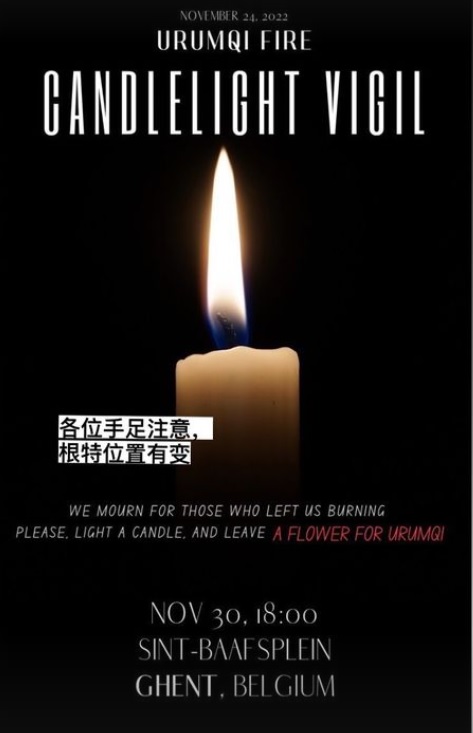 NOVEMBER 24, 2022
URUMQI FIRE
CANDLELIGHT VIGIL
各位手足注意，
根特位置有变
WE MOURN FOR THOSE WHO LEFT US BURNING
PLEASE, LIGHT A CANDLE, AND LEAVE A FLOWER FOR URUMQI
NOV 30, 18:00
SINT-BAAFSPLEIN
GHENT, BELGIUM